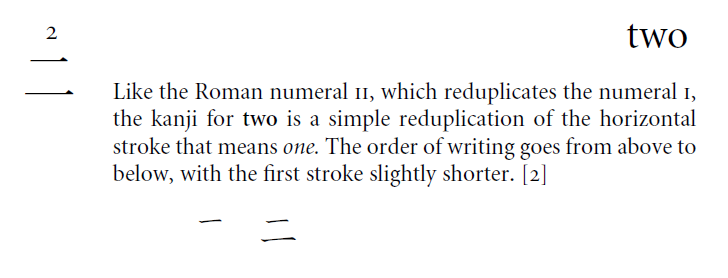 2
two
二
Like the Roman numeral II, which reduplicates the numeral I,
the kanji for two is a simple reduplication of the horizontal
stroke that means one. The order of writing goes from above to
below, with the first stroke slightly shorter. [2]
一 二